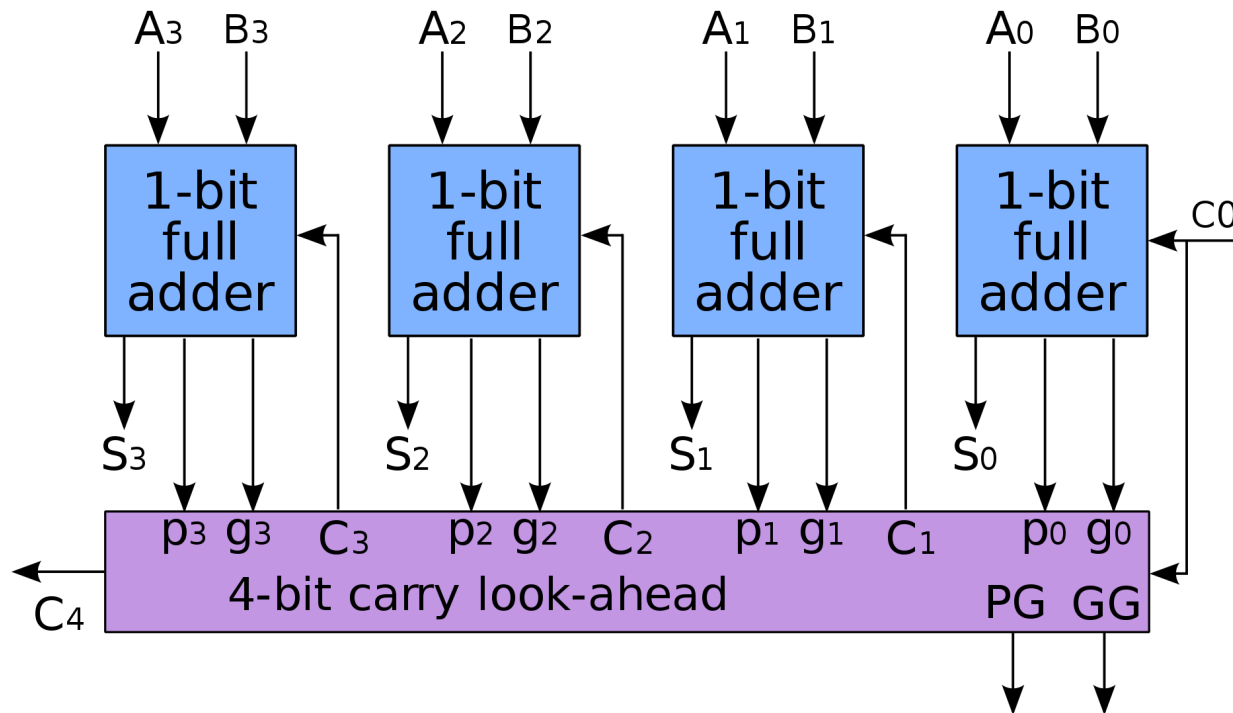 A3 B3 A2 B2 A1 B1 A0 B0
1-bit full adder
1-bit full adder
1-bit full adder
1-bit full adder
C0
S3 S2 S1 S0
p3 g3 C3 p2 g2 C2 p1 g1 C1 p0 g0
4-bit carry look-ahead
PG GG
C4